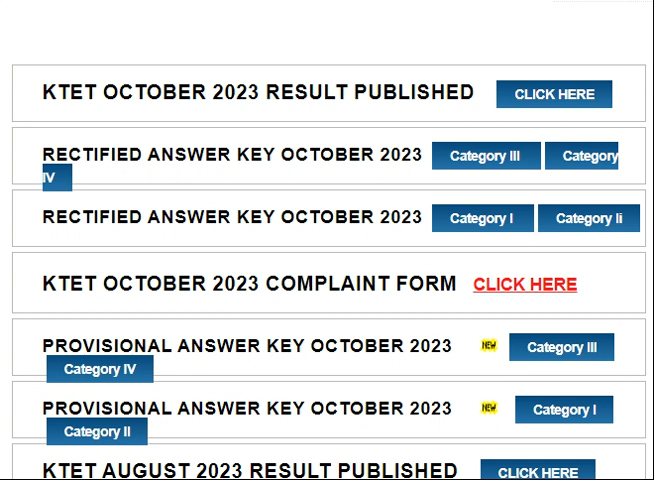 KTET OCTOBER 2023 RESULT PUBLISHED CLICK HERE
RECTIFIED ANSWER KEY OCTOBER 2023 Category III Category
IV
RECTIFIED ANSWER KEY OCTOBER 2023 Category I Category Ii
KTET OCTOBER 2023 COMPLAINT FORM CLICK HERE
PROVISIONAL ANSWER KEY OCTOBER 2023 NEW Category III
Category IV
PROVISIONAL ANSWER KEY OCTOBER 2023 NEW Category I
Category II
KTET AUGUST 2023 RESULT PUBLISHED CLICK HERE